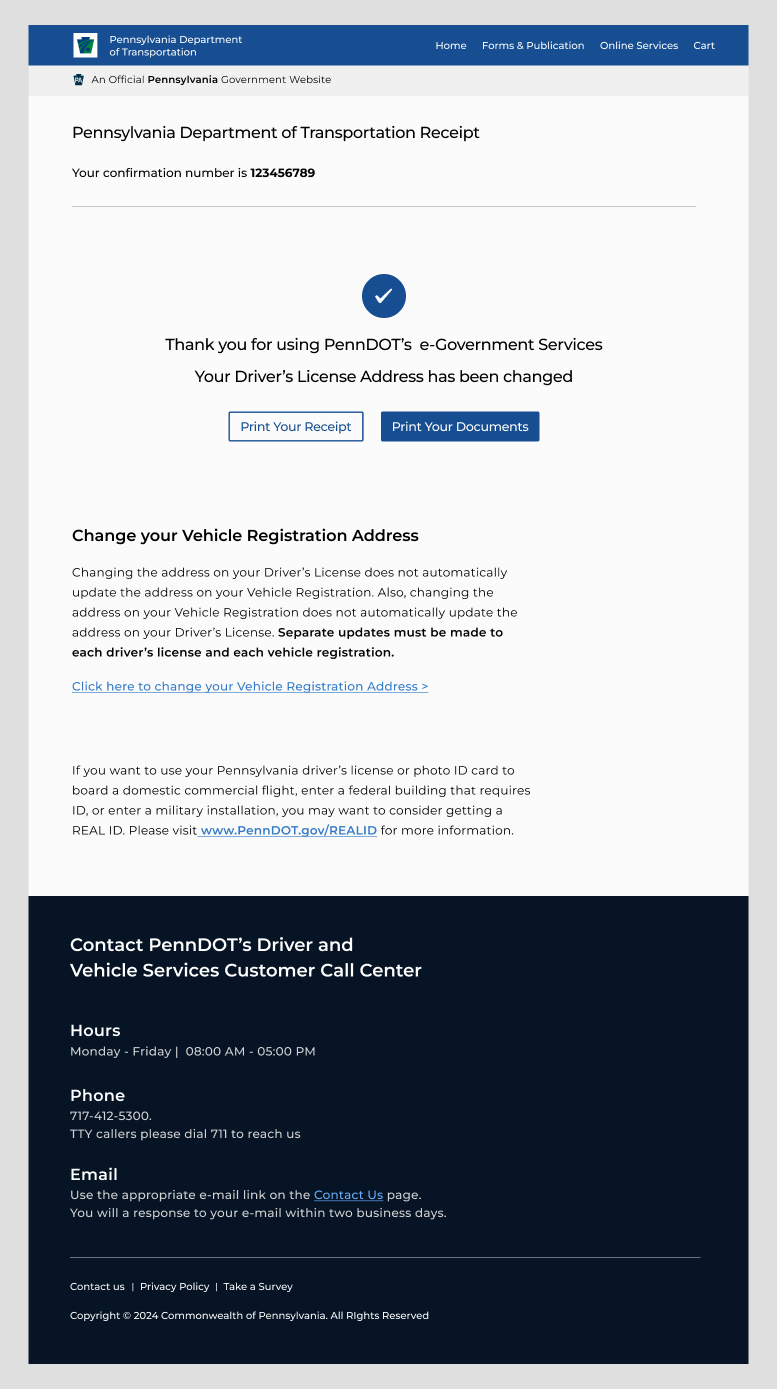 Pennsylvania Department
of Transportation
Home Forms & Publication Online Services Cart
PA An Official Pennsylvania Government Website
Pennsylvania Department of Transportation Receipt
Your confirmation number is 123456789
Thank you for using PennDOT’s e-Government Services
Your Driver’s License Address has been changed
Print Your Receipt Print Your Documents
Change your Vehicle Registration Address
Changing the address on your Driver’s License does not automatically
update the address on your Vehicle Registration. Also, changing the
address on your Vehicle Registration does not automatically update the
address on your Driver’s License. Separate updates must be made to
each driver’s license and each vehicle registration.
Click here to change your Vehicle Registration Address >
If you want to use your Pennsylvania driver’s license or photo ID card to
board a domestic commercial flight, enter a federal building that requires
ID, or enter a military installation, you may want to consider getting a
REAL ID. Please visit www.PennDOT.gov/REALID for more information.
Contact PennDOT’s Driver and
Vehicle Services Customer Call Center
Hours
Monday - Friday | 08:00 AM - 05:00 PM
Phone
717-412-5300.
TTY callers please dial 711 to reach us
Email
Use the appropriate e-mail link on the Contact Us page.
You will a response to your e-mail within two business days.
Contact us | Privacy Policy | Take a Survey
Copyright © 2024 Commonwealth of Pennsylvania. All RIghts Reserved